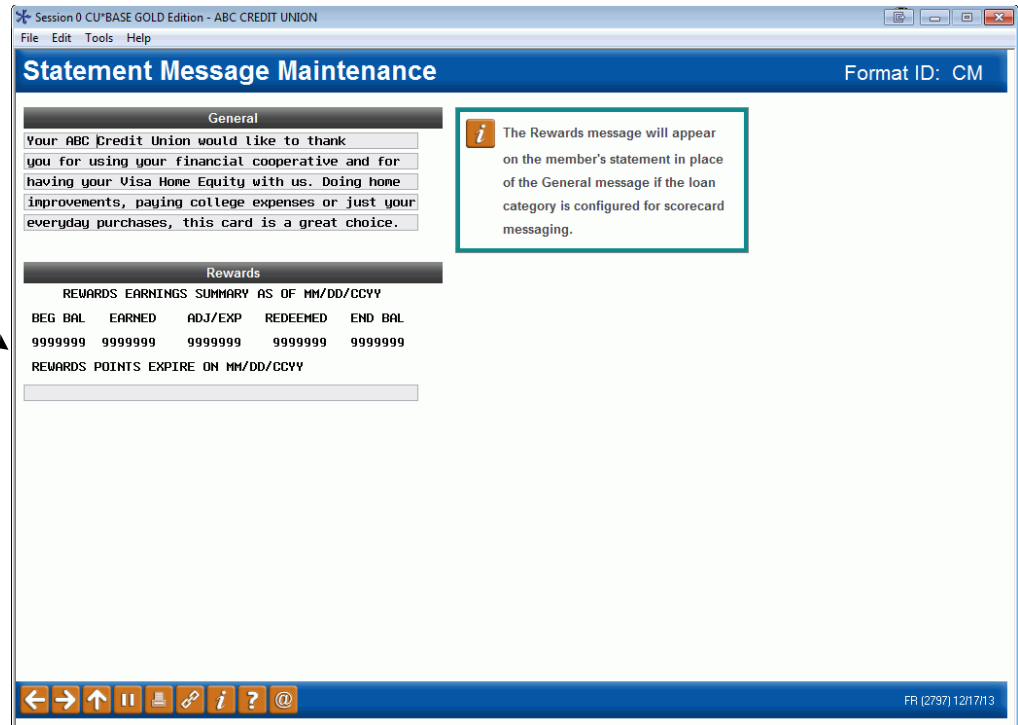 Session 0 CU*BASE GOLD Edition - ABC CREDIT UNION
File Edit Tools Help
Statement Message Maintenance
Format ID: CM
General
Your ABC Credit Union would like to thank
you for using your financial cooperative and for
having your Visa Home Equity with us. Doing home
improvements, paying college expenses or just your
everyday purchases, this card is a great choice.
i
The Rewards message will appear
on the member's statement in place
of the General message if the loan
category is configured for scorecard
messaging.
Rewards
REWARDS EARNINGS SUMMARY AS OF MM/DD/CCYY
BEG BAL EARNED ADJ/EXP REDEEMED END BAL
9999999 9999999 9999999 9999999 9999999
REWARDS POINTS EXPIRE ON MM/DD/CCYY
i ? @
FR (2797) 12/17/13